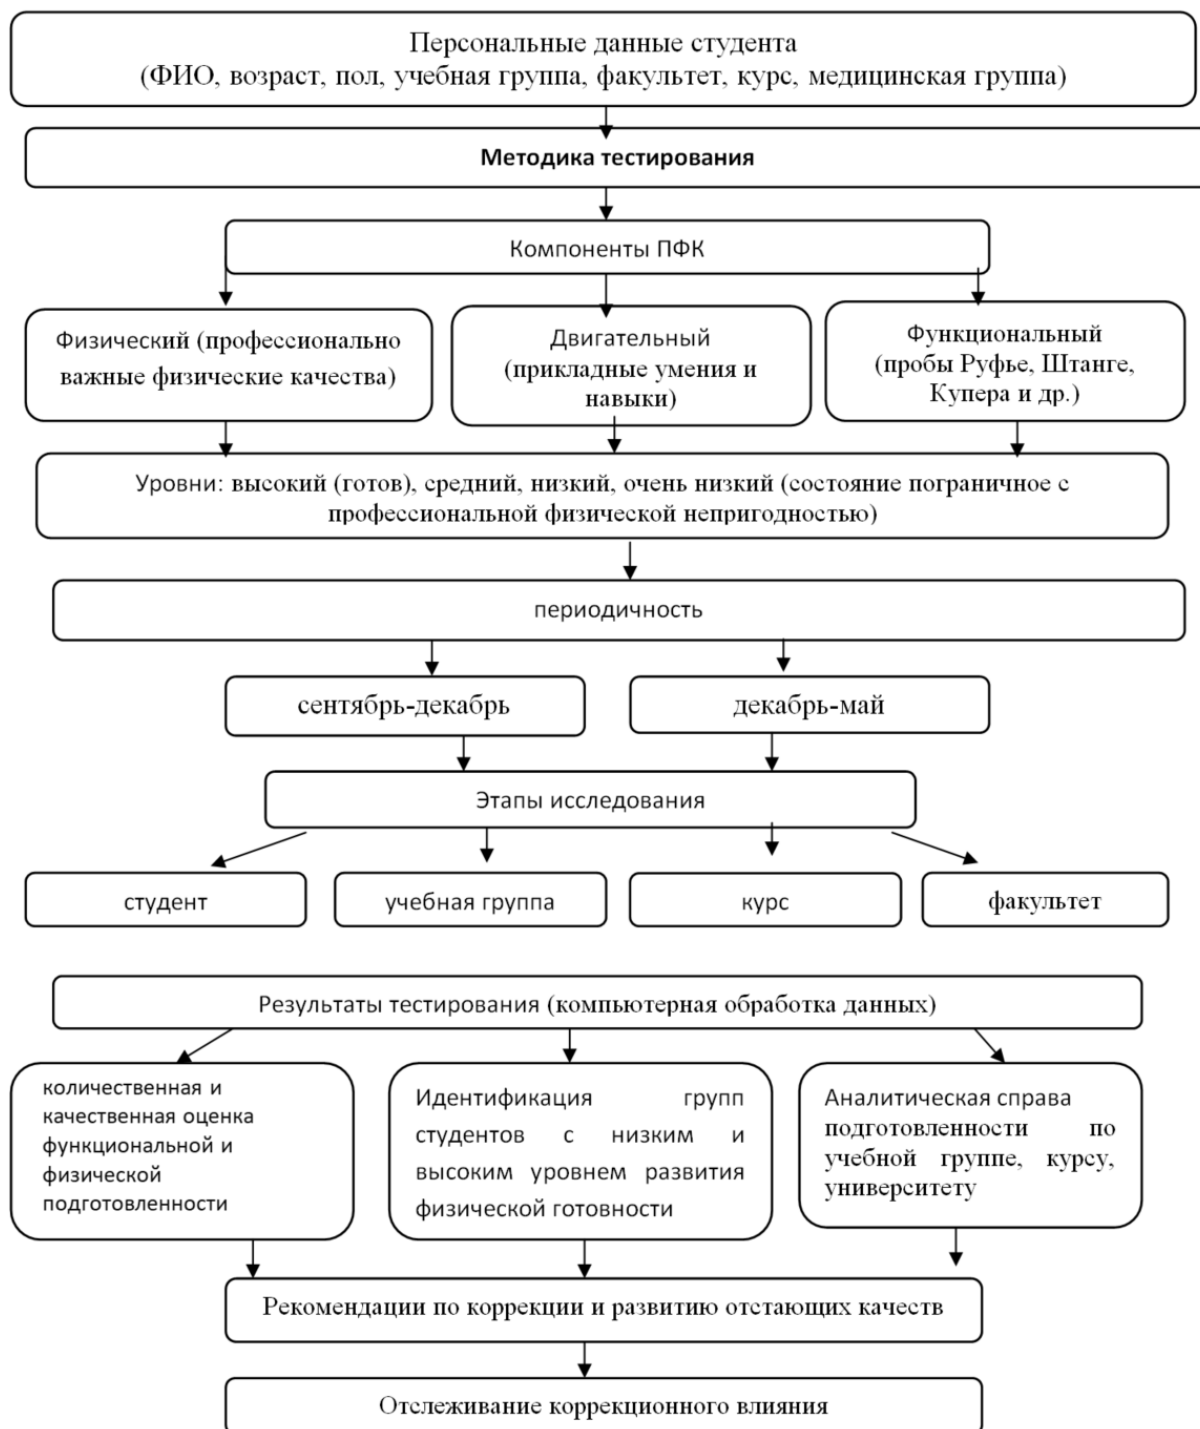 Персональные данные студента
(ФИО, возраст, пол, учебная группа, факультет, курс, медицинская группа)
Методика тестирования
Компоненты ПФК
Физический (профессионально
важные физические качества)
Двигательный
(прикладные умения и
навыки)
Функциональный
(пробы Руфье, Штанге,
Купера и др.)
Уровни: высокий (готов), средний, низкий, очень низкий (состояние пограничное с
профессиональной физической непригодностью)
периодичность
сентябрь-декабрь
декабрь-май
Этапы исследования
студент
учебная группа
курс
факультет
Результаты тестирования (компьютерная обработка данных)
количественная и
качественная оценка
функциональной и
физической
подготовленности
Идентификация групп
студентов с низким и
высоким уровнем развития
физической готовности
Аналитическая справа
подготовленности по
учебной группе, курсу,
университету
Рекомендации по коррекции и развитию отстающих качеств
Отслеживание коррекционного влияния